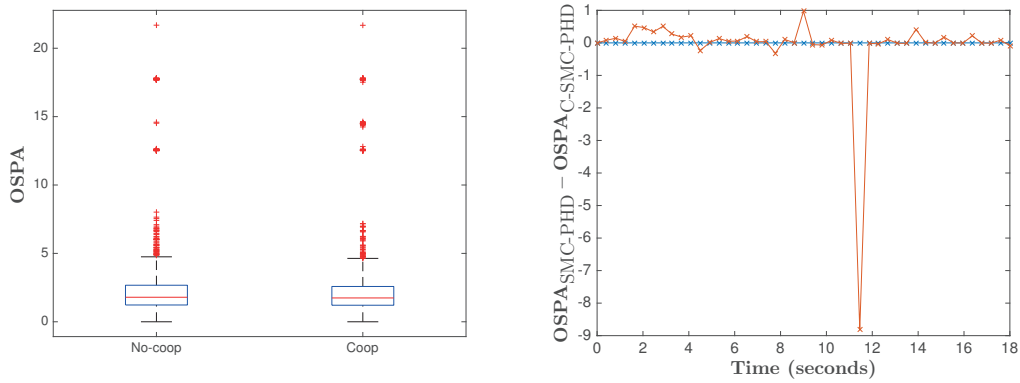 OSPA
20
15
10
5
0
No-coop
Coop
OSPA_SMC-PHD − OSPA_C-SMC-PHD
1
0
-1
-2
-3
-4
-5
-6
-7
-8
-9
0 2 4 6 8 10 12 14 16 18
Time (seconds)